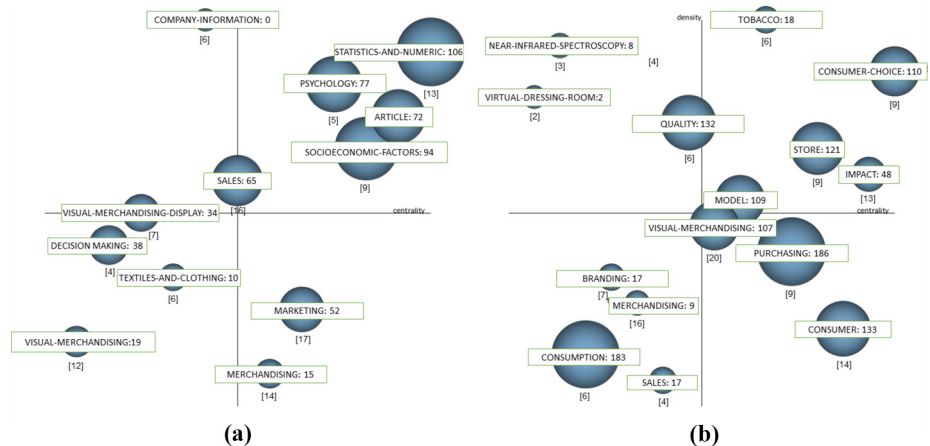 COMPANY-INFORMATION: 0
[6]
STATISTICS-AND-NUMERIC: 106
[13]
PSYCHOLOGY: 77
[5]
ARTICLE: 72
SOCIOECONOMIC-FACTORS: 94
[9]
SALES: 65
[16]
centrality
VISUAL-MERCHANDISING-DISPLAY: 34
[7]
DECISION MAKING: 38
[4]
TEXTILES-AND-CLOTHING: 10
[6]
MARKETING: 52
[17]
VISUAL-MERCHANDISING:19
[12]
MERCHANDISING: 15
[14]
(a)
density
TOBACCO: 18
[6]
NEAR-INFRARED-SPECTROSCOPY: 8
[3]
[4]
CONSUMER-CHOICE: 110
[9]
VIRTUAL-DRESSING-ROOM:2
[2]
QUALITY: 132
[6]
STORE: 121
[9]
IMPACT: 48
[13]
MODEL: 109
centrality
VISUAL-MERCHANDISING: 107
[20]
PURCHASING: 186
[9]
BRANDING: 17
[7]
MERCHANDISING: 9
[16]
CONSUMER: 133
[14]
CONSUMPTION: 183
[6]
SALES: 17
[4]
(b)